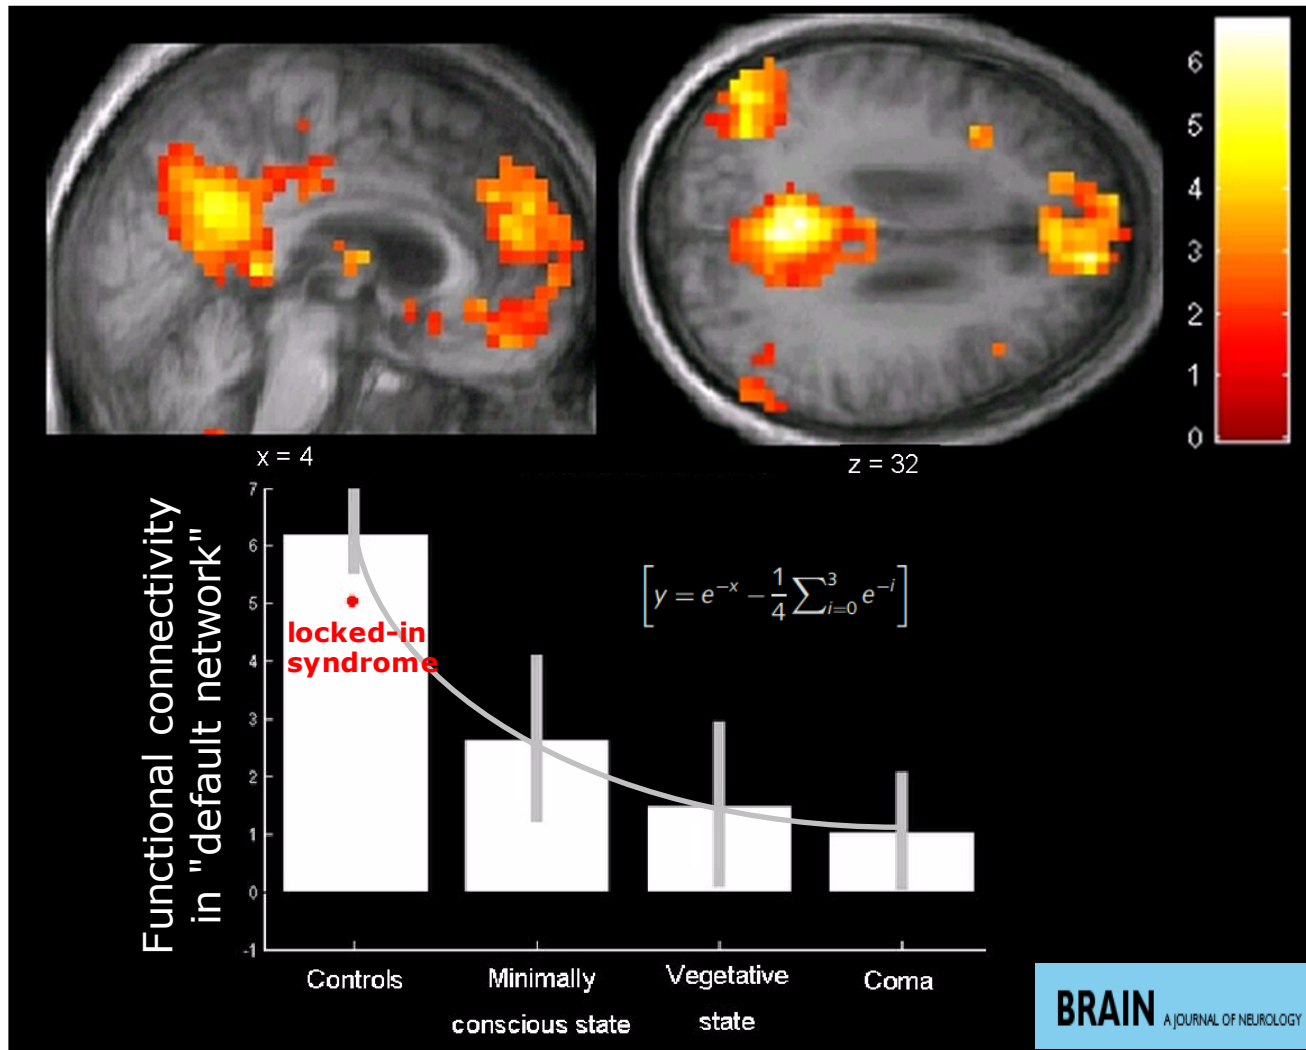 6
5
4
3
2
1
0
x = 4
z = 32
Functional connectivity
in "default network"
7
6
5
4
3
2
1
0
-1
[y = e^{-x} - \frac{1}{4} \sum_{i=0}^{3} e^{-i}]
locked-in
syndrome
Controls
Minimally
conscious state
Vegetative
state
Coma
BRAIN A JOURNAL OF NEUROLOGY